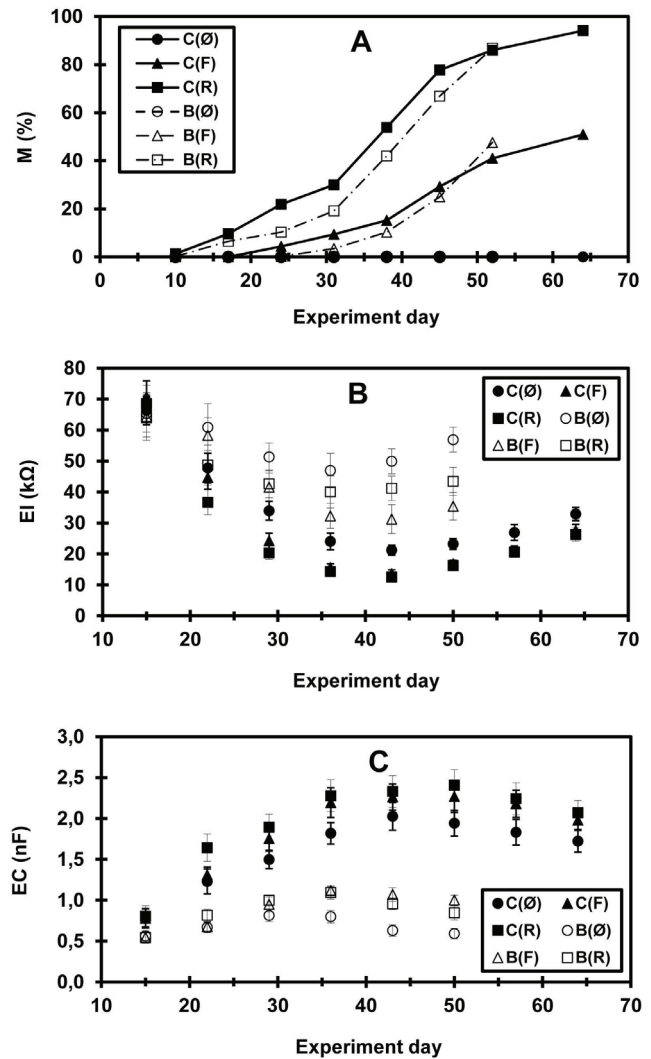 A
100
80
60
40
20
0
M (%)
C(Ø)
C(F)
C(R)
B(Ø)
B(F)
B(R)
0 10 20 30 40 50 60 70
Experiment day
B
80
70
60
50
40
30
20
10
0
EI (kΩ)
C(Ø) C(F)
C(R) B(Ø)
B(F) B(R)
10 20 30 40 50 60 70
Experiment day
C
3,0
2,5
2,0
1,5
1,0
0,5
0,0
EC (nF)
C(Ø) C(F)
C(R) B(Ø)
B(F) B(R)
10 20 30 40 50 60 70
Experiment day